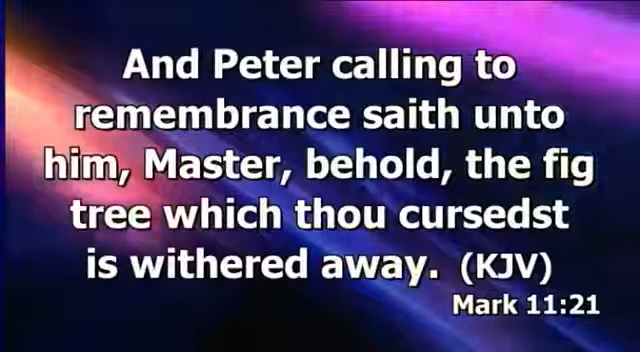 And Peter calling to
remembrance saith unto
him, Master, behold, the fig
tree which thou cursedst
is withered away. (KJV)
Mark 11:21